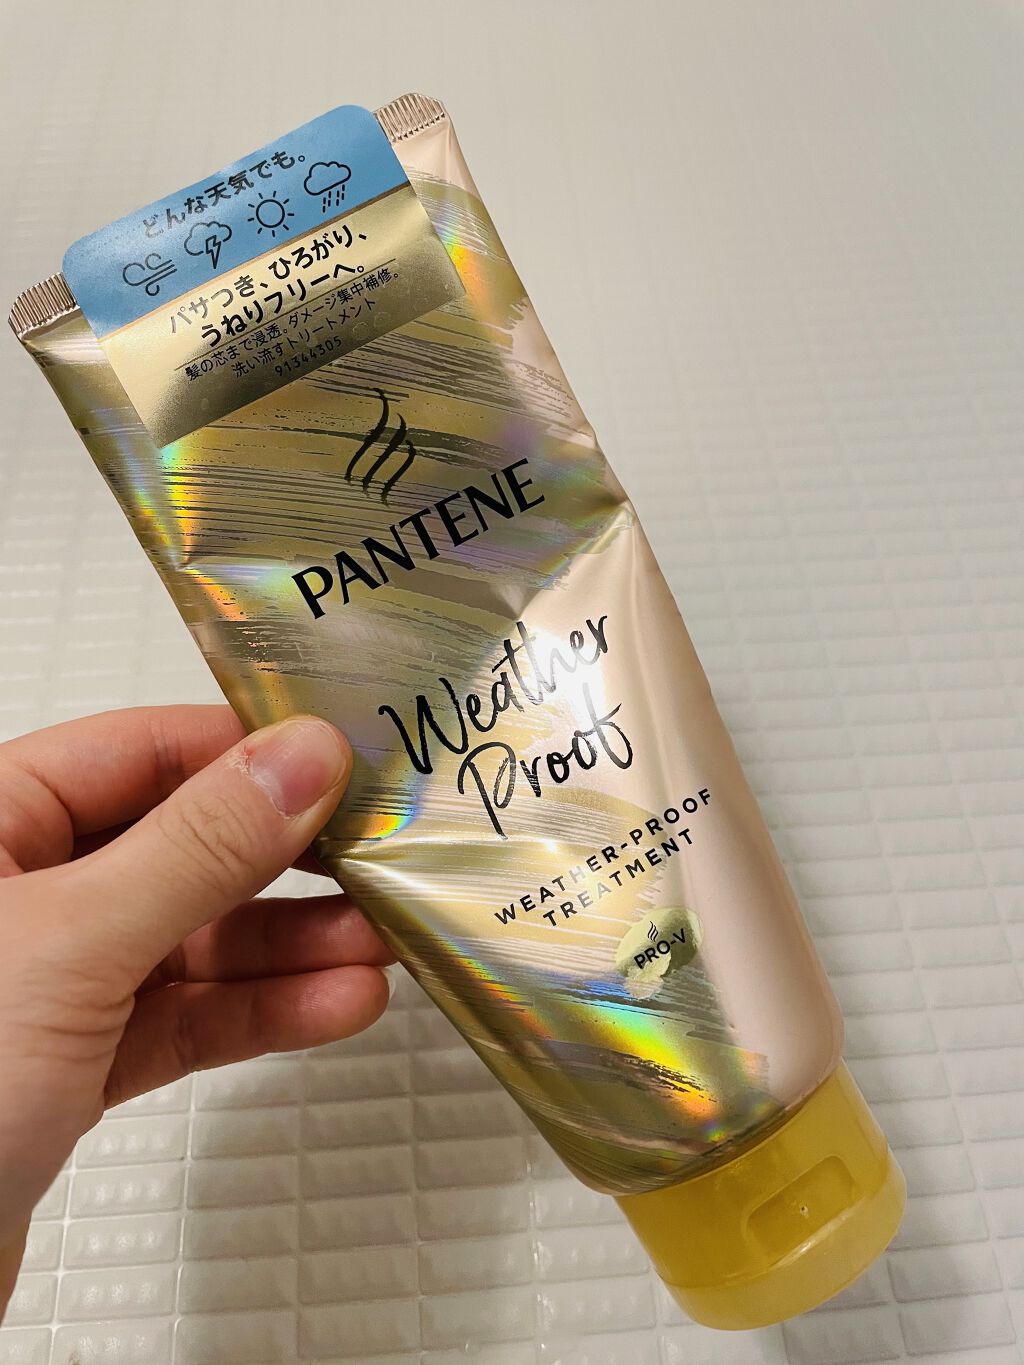 どんな天気でも。
パサつき、ひろがり、
うねりフリーへ。
髪の芯まで浸透。ダメージ集中補修。
洗い流すトリートメント
91344305
PANTENE
Weather
Proof
WEATHER-PROOF
TREATMENT
PRO-V